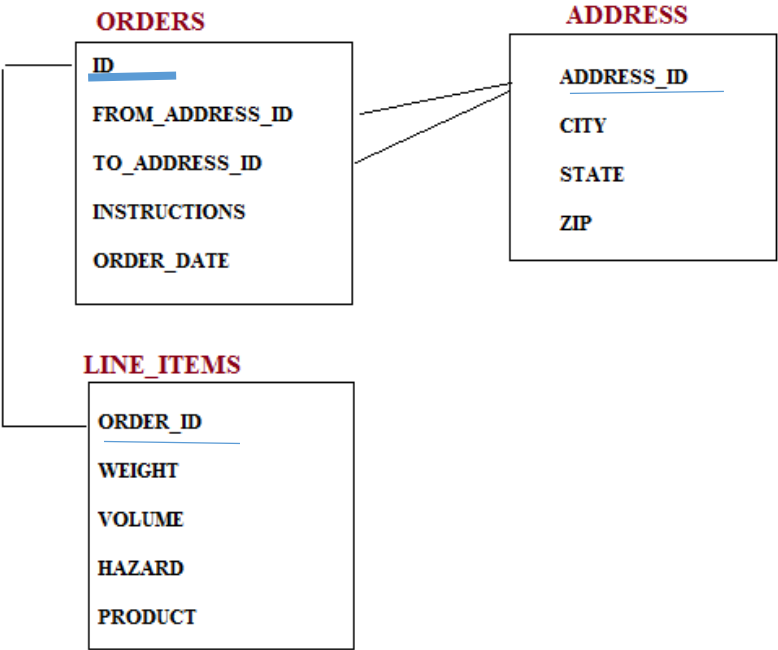 ORDERS
ID
FROM_ADDRESS_ID
TO_ADDRESS_ID
INSTRUCTIONS
ORDER_DATE
ADDRESS
ADDRESS_ID
CITY
STATE
ZIP
LINE_ITEMS
ORDER_ID
WEIGHT
VOLUME
HAZARD
PRODUCT